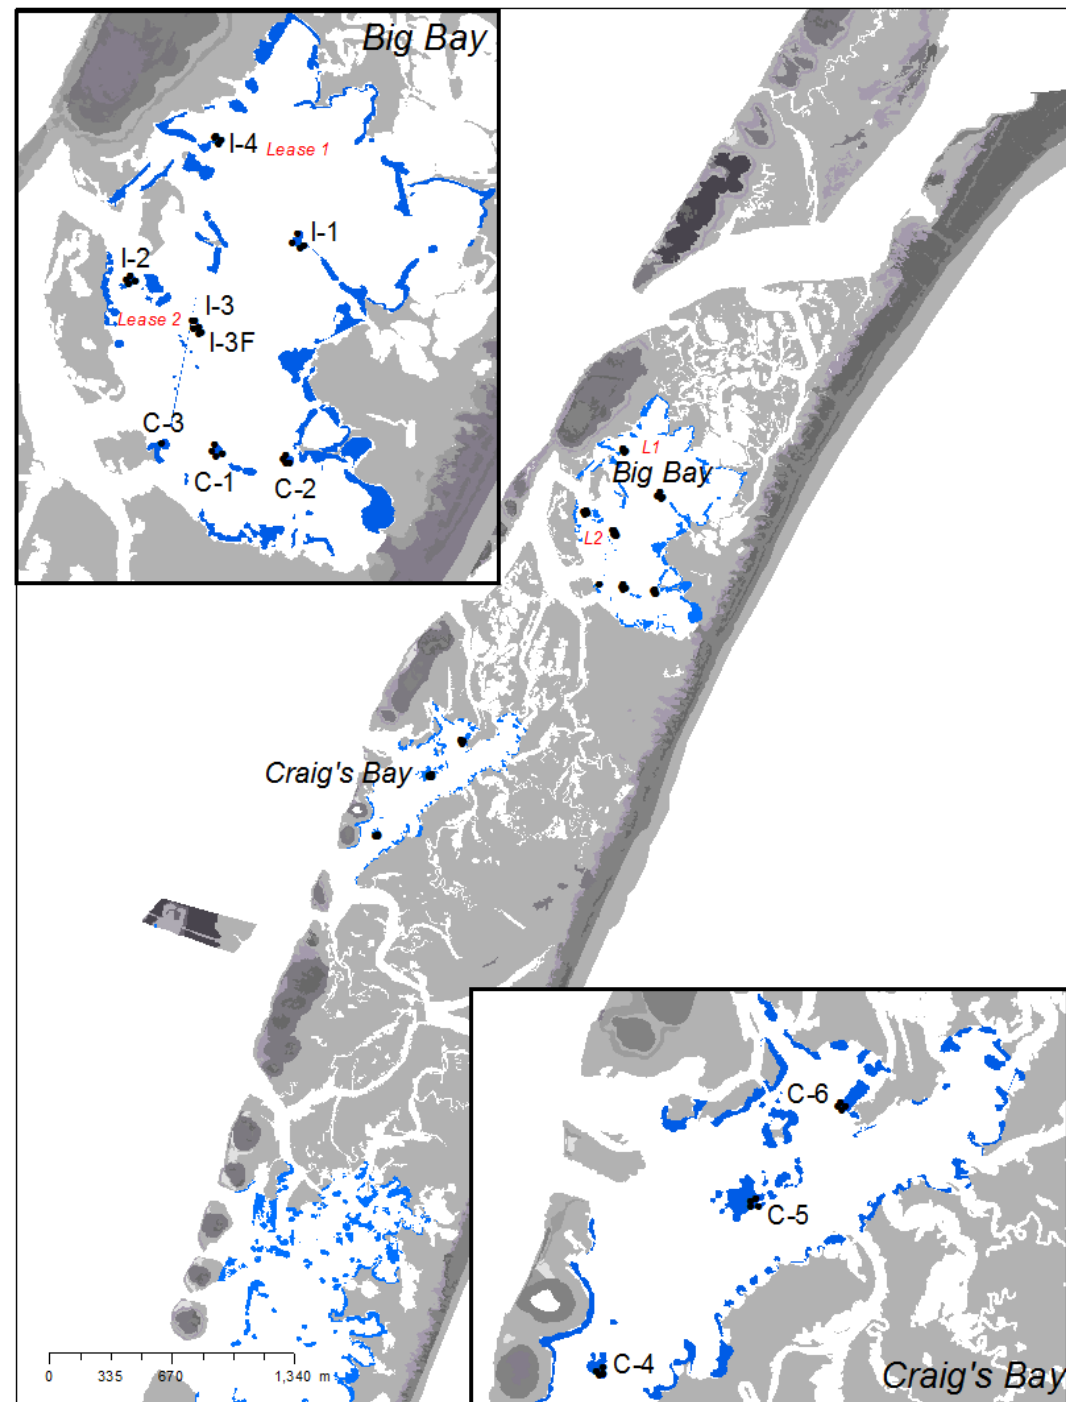 Big Bay
I-4
Lease 1
I-1
I-2
I-3
Lease 2
I-3F
C-3
C-1
C-2
L1
Big Bay
L2
Craig's Bay
C-6
C-5
C-4
Craig's Bay
0 335 670 1,340 m